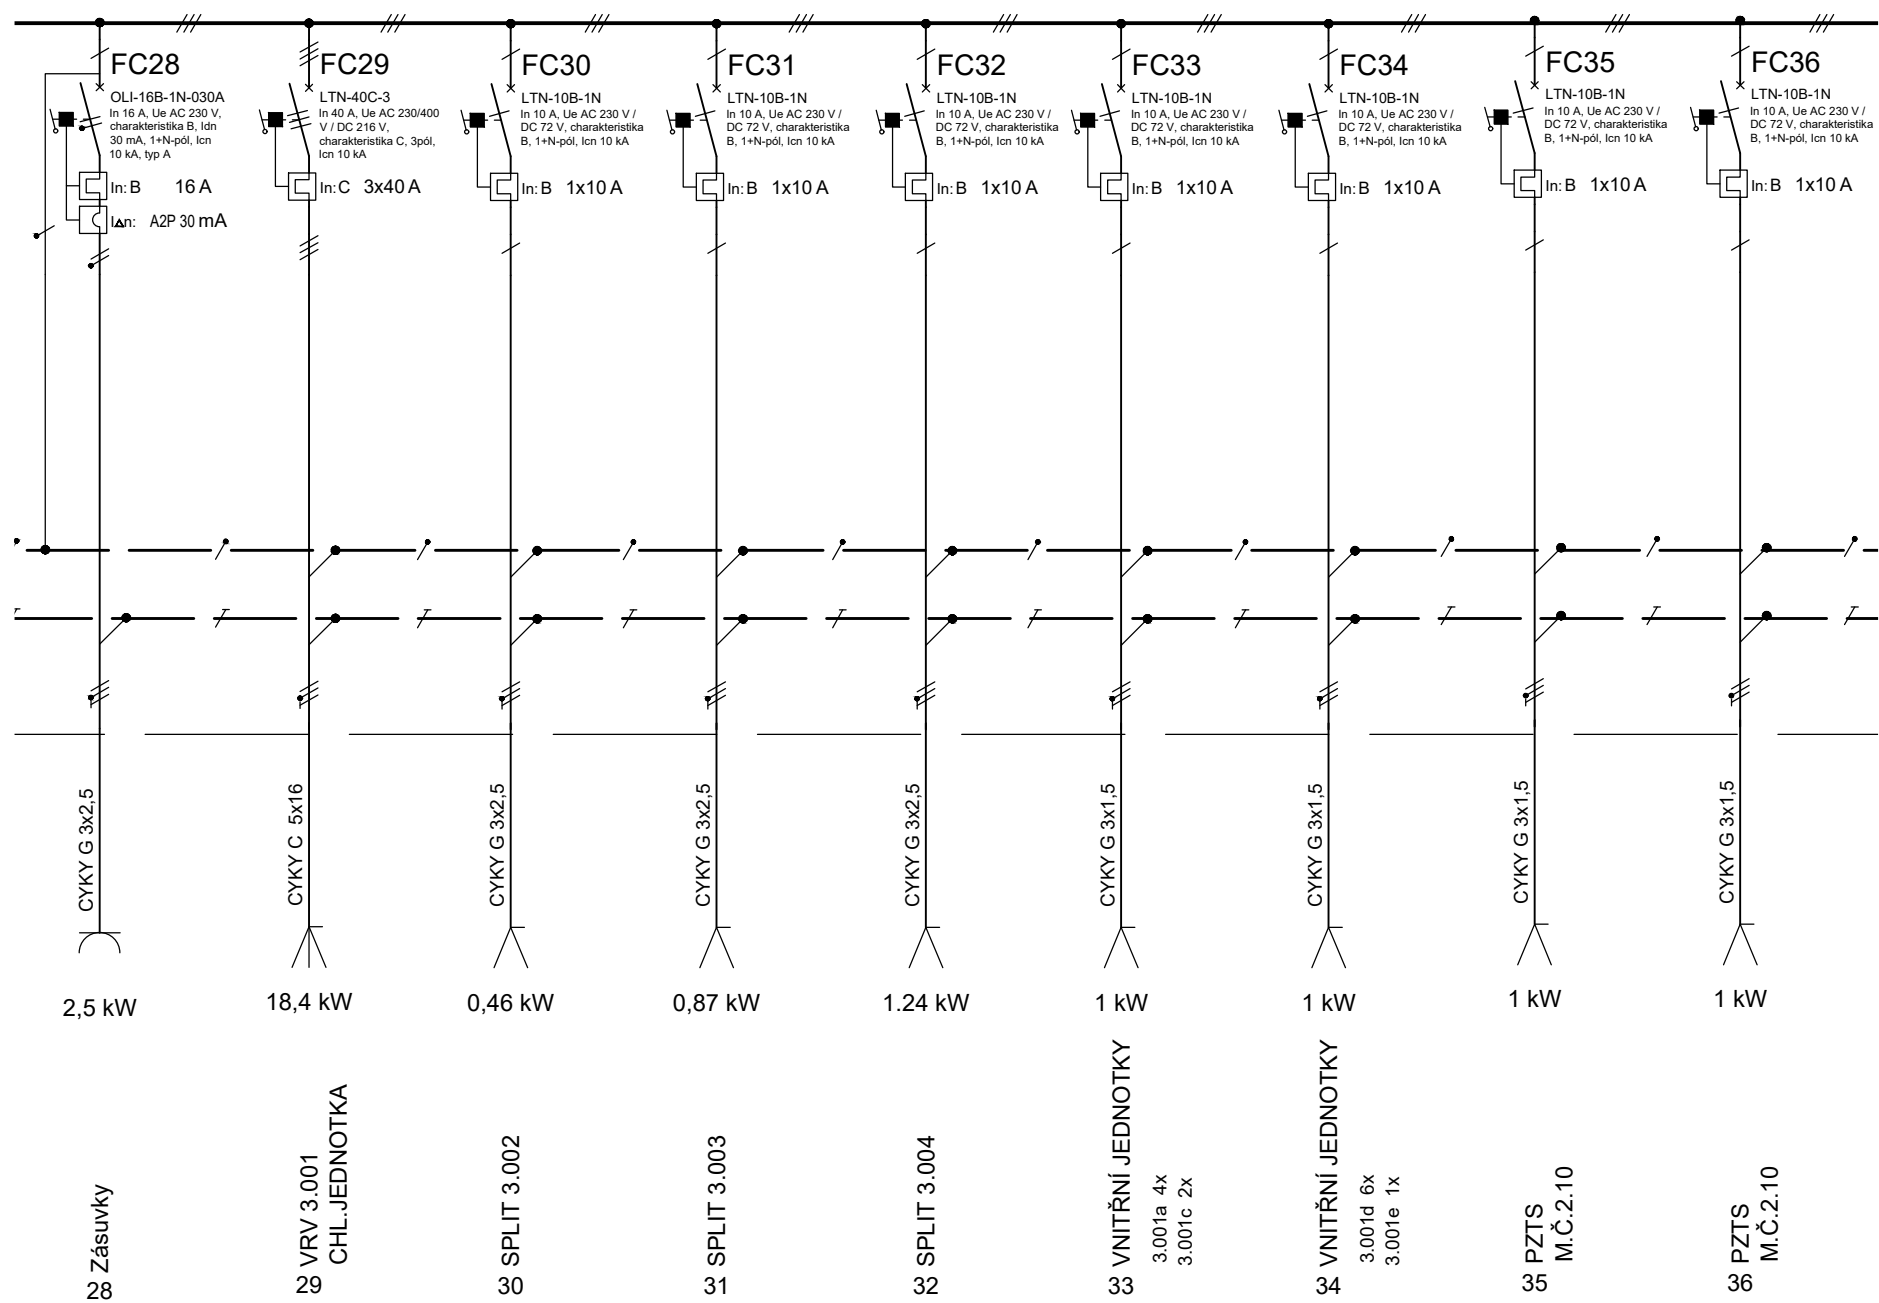 FC28
OLI-16B-1N-030A
In 16 A, Ue AC 230 V,
charakteristika B, Idn
30 mA, 1+N-pól, Icn
10 kA, typ A
In: B 16 A
IΔn: A2P 30 mA
CYKY G 3x2,5
2,5 kW
Zásuvky
28
FC29
LTN-40C-3
In 40 A, Ue AC 230/400
V / DC 216 V,
charakteristika C, 3pól,
Icn 10 kA
In: C 3x40 A
CYKY C 5x16
18,4 kW
VRV 3.001
CHL.JEDNOTKA
29
FC30
LTN-10B-1N
In 10 A, Ue AC 230 V /
DC 72 V, charakteristika
B, 1+N-pól, Icn 10 kA
In: B 1x10 A
CYKY G 3x2,5
0,46 kW
SPLIT 3.002
30
FC31
LTN-10B-1N
In 10 A, Ue AC 230 V /
DC 72 V, charakteristika
B, 1+N-pól, Icn 10 kA
In: B 1x10 A
CYKY G 3x2,5
0,87 kW
SPLIT 3.003
31
FC32
LTN-10B-1N
In 10 A, Ue AC 230 V /
DC 72 V, charakteristika
B, 1+N-pól, Icn 10 kA
In: B 1x10 A
CYKY G 3x2,5
1.24 kW
SPLIT 3.004
32
FC33
LTN-10B-1N
In 10 A, Ue AC 230 V /
DC 72 V, charakteristika
B, 1+N-pól, Icn 10 kA
In: B 1x10 A
CYKY G 3x1,5
1 kW
VNITŘNÍ JEDNOTKY
3.001a 4x
3.001c 2x
33
FC34
LTN-10B-1N
In 10 A, Ue AC 230 V /
DC 72 V, charakteristika
B, 1+N-pól, Icn 10 kA
In: B 1x10 A
CYKY G 3x1,5
1 kW
VNITŘNÍ JEDNOTKY
3.001d 6x
3.001e 1x
34
FC35
LTN-10B-1N
In 10 A, Ue AC 230 V /
DC 72 V, charakteristika
B, 1+N-pól, Icn 10 kA
In: B 1x10 A
CYKY G 3x1,5
1 kW
PZTS
M.Č.2.10
35
FC36
LTN-10B-1N
In 10 A, Ue AC 230 V /
DC 72 V, charakteristika
B, 1+N-pól, Icn 10 kA
In: B 1x10 A
CYKY G 3x1,5
1 kW
PZTS
M.Č.2.10
36